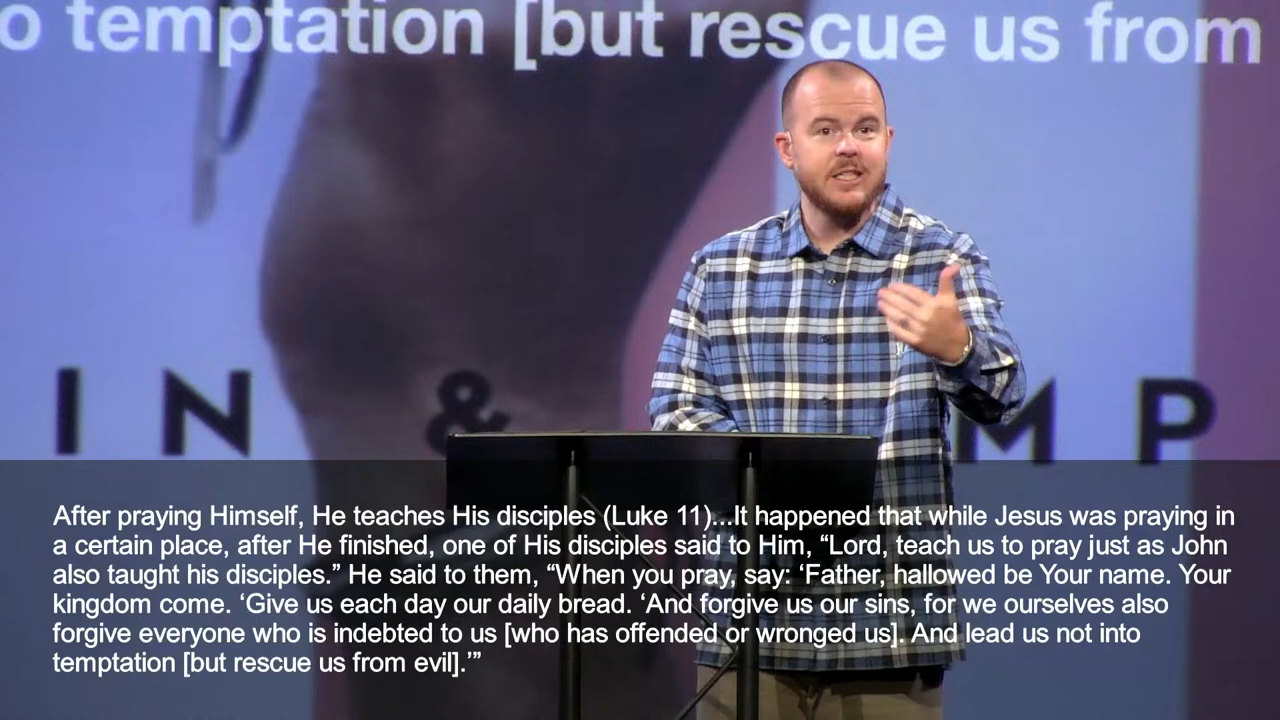 o temptation [but rescue us from
I N & M P
After praying Himself, He teaches His disciples (Luke 11)...It happened that while Jesus was praying in
a certain place, after He finished, one of His disciples said to Him, “Lord, teach us to pray just as John
also taught his disciples.” He said to them, “When you pray, say: ‘Father, hallowed be Your name. Your
kingdom come. ‘Give us each day our daily bread. ‘And forgive us our sins, for we ourselves also
forgive everyone who is indebted to us [who has offended or wronged us]. And lead us not into
temptation [but rescue us from evil].’”